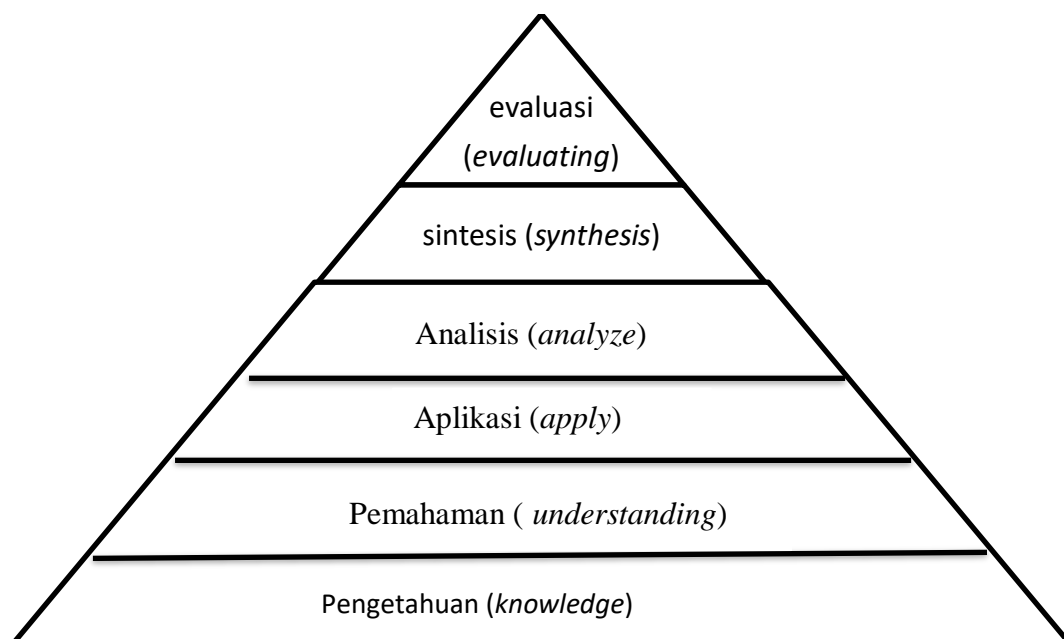 evaluasi
(evaluating)
sintesis (synthesis)
Analisis (analyze)
Aplikasi (apply)
Pemahaman ( understanding)
Pengetahuan (knowledge)